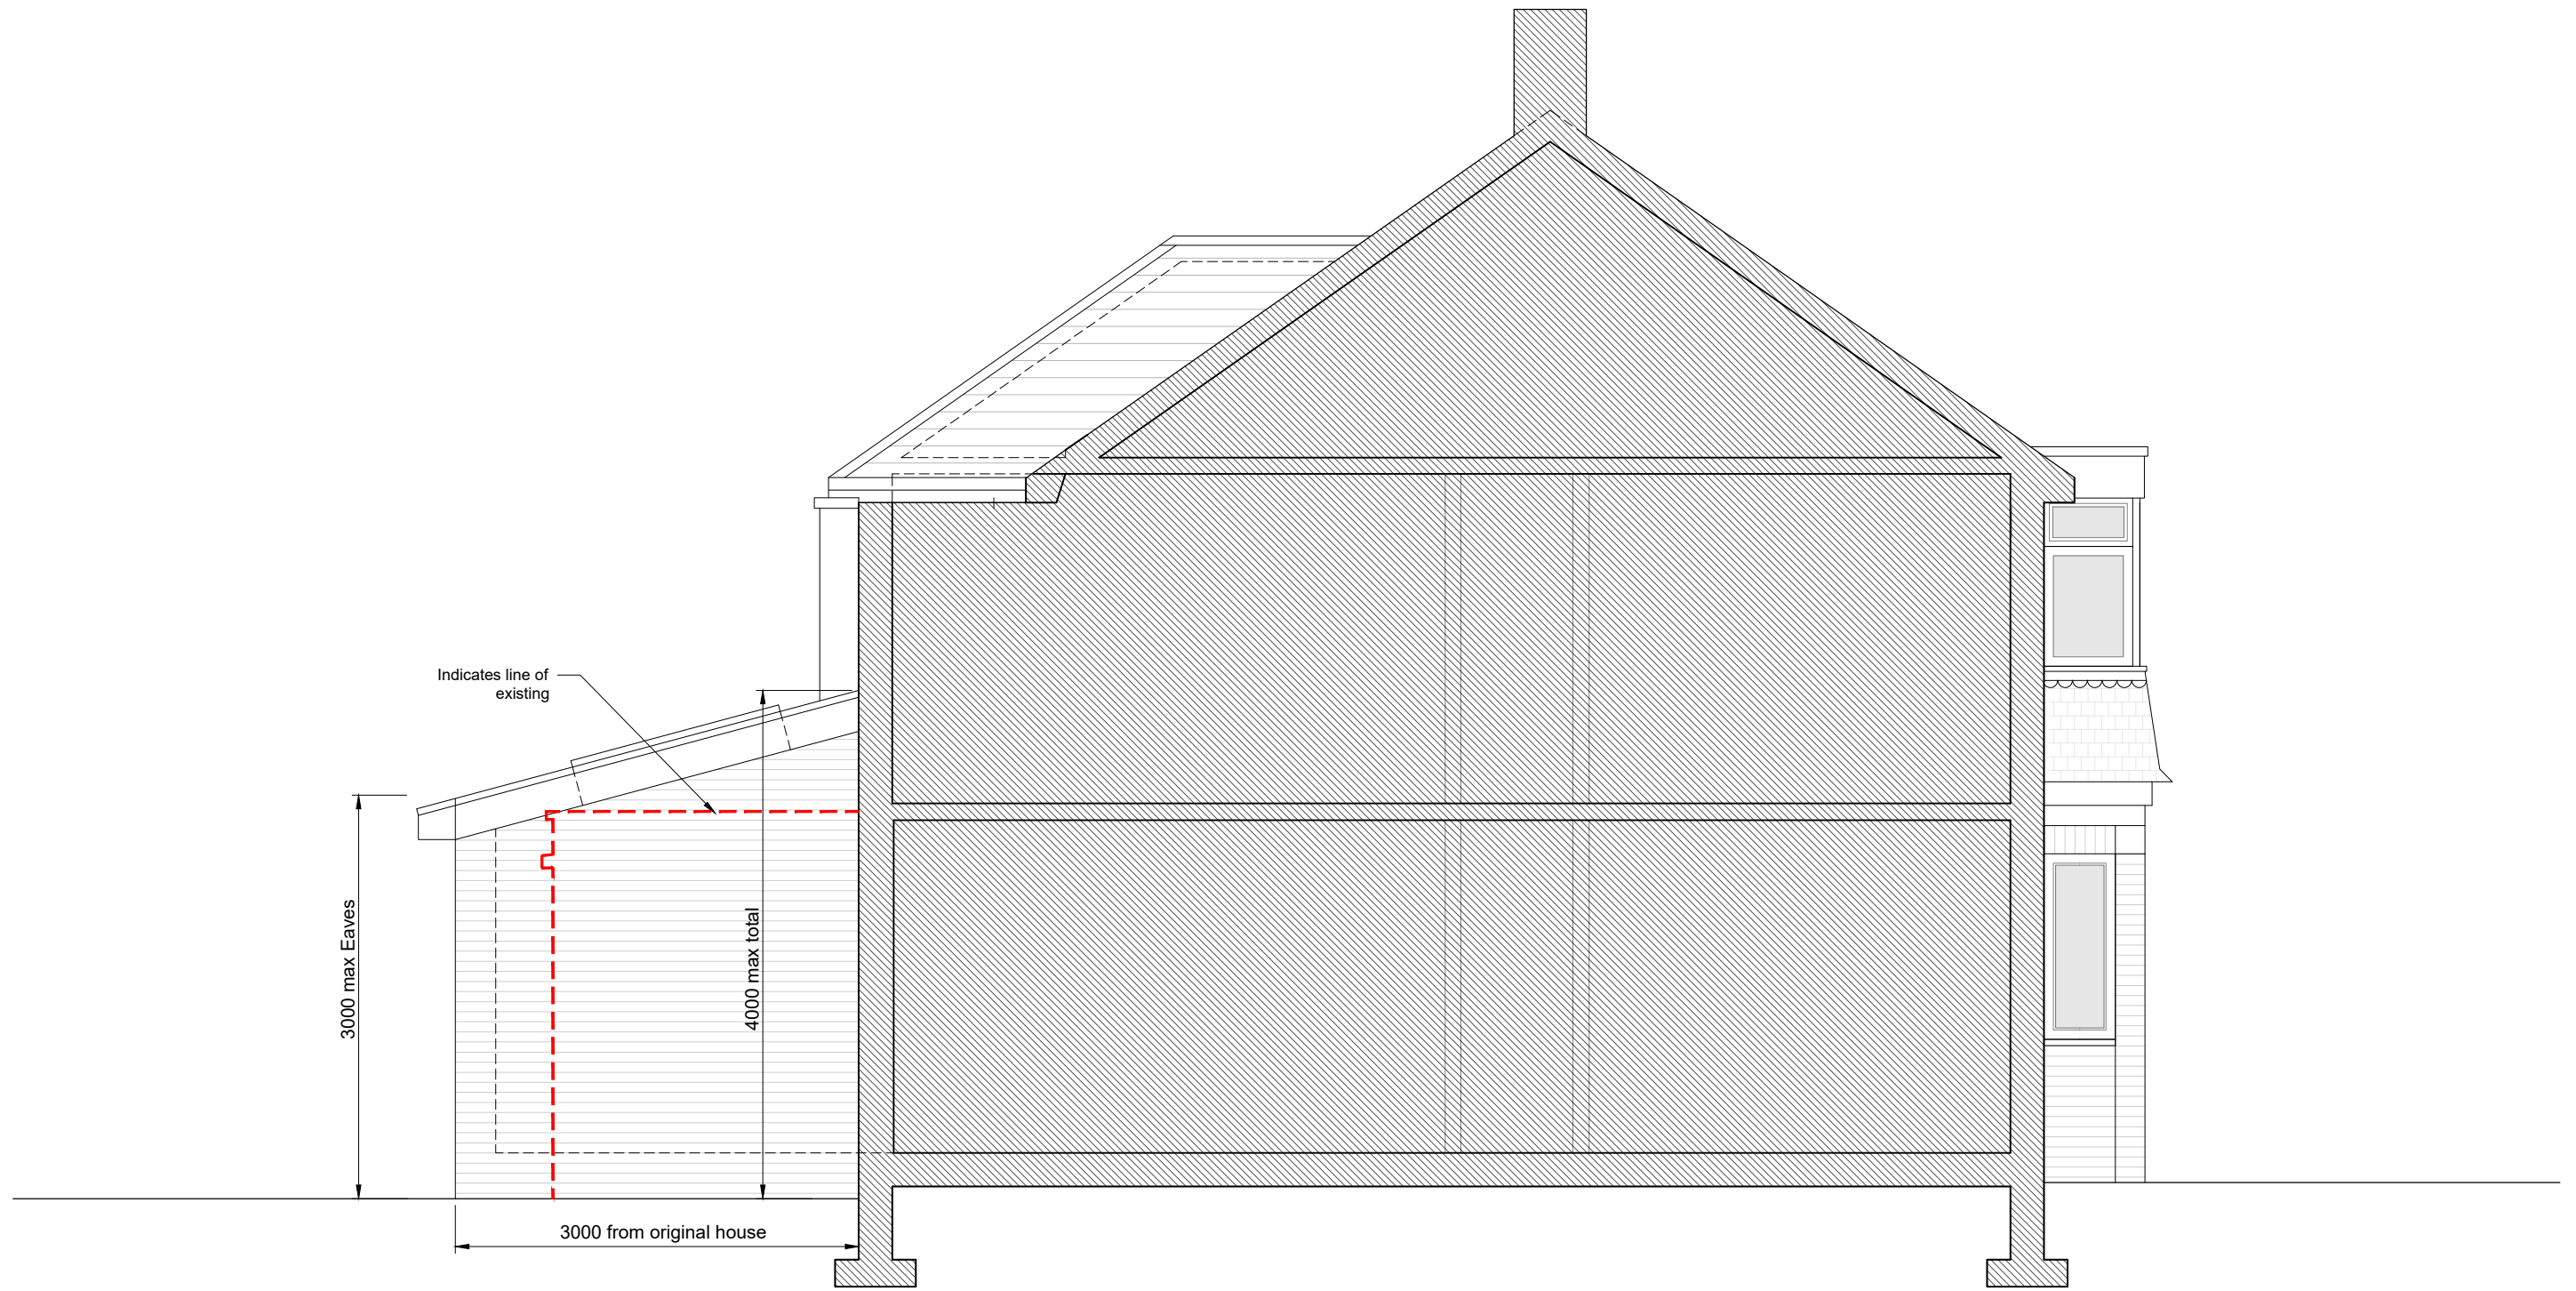 Indicates line of
existing
3000 max Eaves
4000 max total
3000 from original house